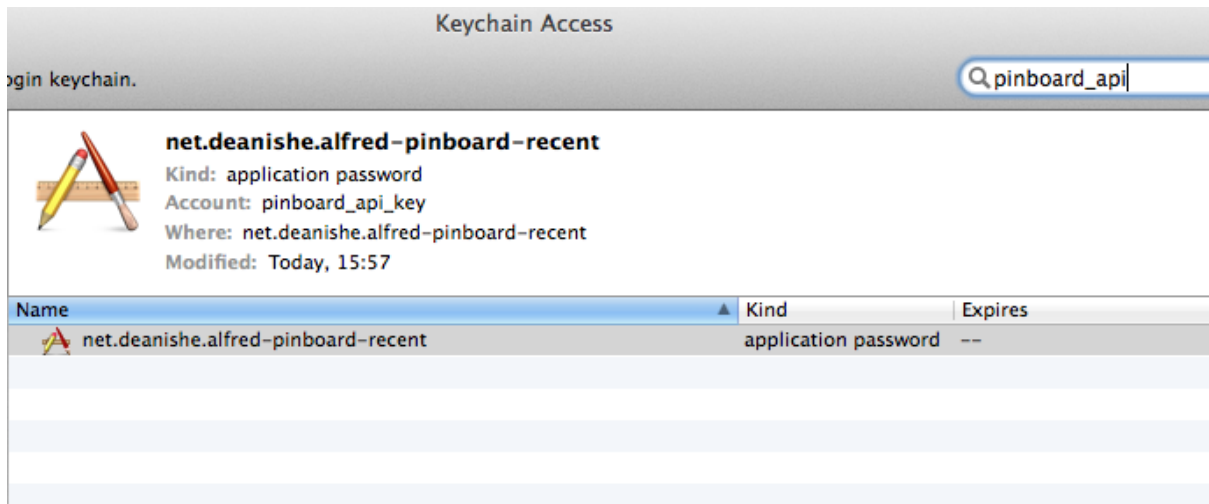 Keychain Access
ogin keychain.
pinboard_api
net.deanishe.alfred-pinboard-recent
Kind: application password
Account: pinboard_api_key
Where: net.deanishe.alfred-pinboard-recent
Modified: Today, 15:57
Name Kind Expires
net.deanishe.alfred-pinboard-recent application password --